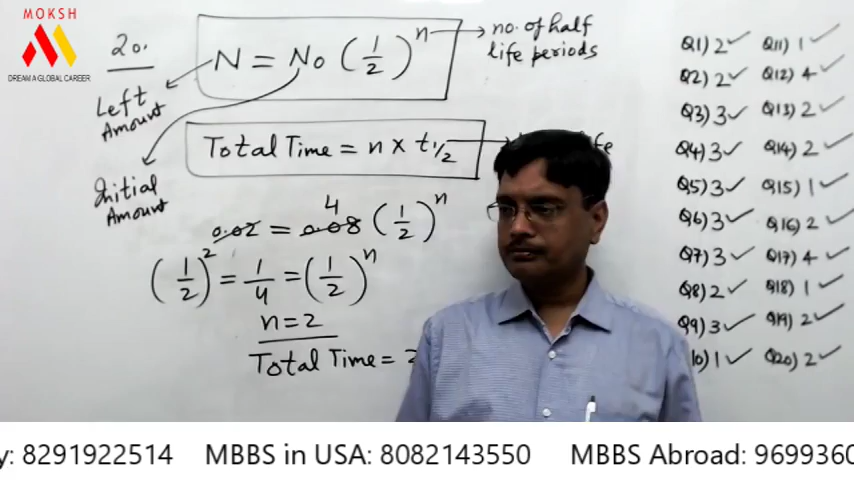 MOKSH
DREAM A GLOBAL CAREER
20.
N = No (1/2)^n → no. of half
life periods
Left
Amount
Initial
Amount
Total Time = n × t1/2
4
0.02 = 0.08 (1/2)^n
(1/2)^2 = 1/4 = (1/2)^n
n = 2
Total Time = 2
Q1) 2 ✓ Q11) 1 ✓
Q2) 2 ✓ Q12) 4 ✓
Q3) 3 ✓ Q13) 2 ✓
Q4) 3 ✓ Q14) 2 ✓
Q5) 3 ✓ Q15) 1 ✓
Q6) 3 ✓ Q16) 2 ✓
Q7) 3 ✓ Q17) 4 ✓
Q8) 2 ✓ Q18) 1 ✓
Q9) 3 ✓ Q19) 2 ✓
10) 1 ✓ Q20) 2 ✓
y: 8291922514 MBBS in USA: 8082143550 MBBS Abroad: 9699360